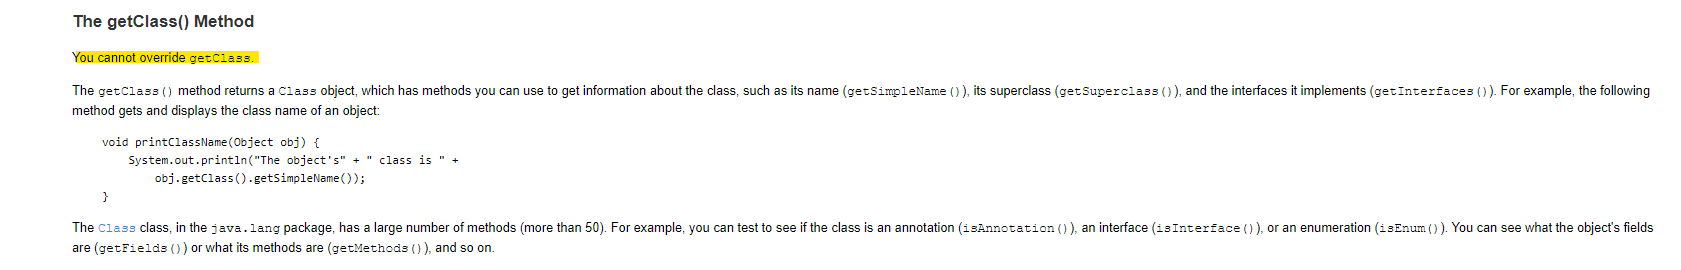 The getClass() Method
You cannot override getClass.
The getClass() method returns a Class object, which has methods you can use to get information about the class, such as its name (getSimpleName()), its superclass (getSuperclass()), and the interfaces it implements (getInterfaces()). For example, the following
method gets and displays the class name of an object:
void printClassName(Object obj) {
    System.out.println("The object's" + " class is " +
        obj.getClass().getSimpleName());
}
The Class class, in the java.lang package, has a large number of methods (more than 50). For example, you can test to see if the class is an annotation (isAnnotation()), an interface (isInterface()), or an enumeration (isEnum()). You can see what the object's fields
are (getFields()) or what its methods are (getMethods()), and so on.